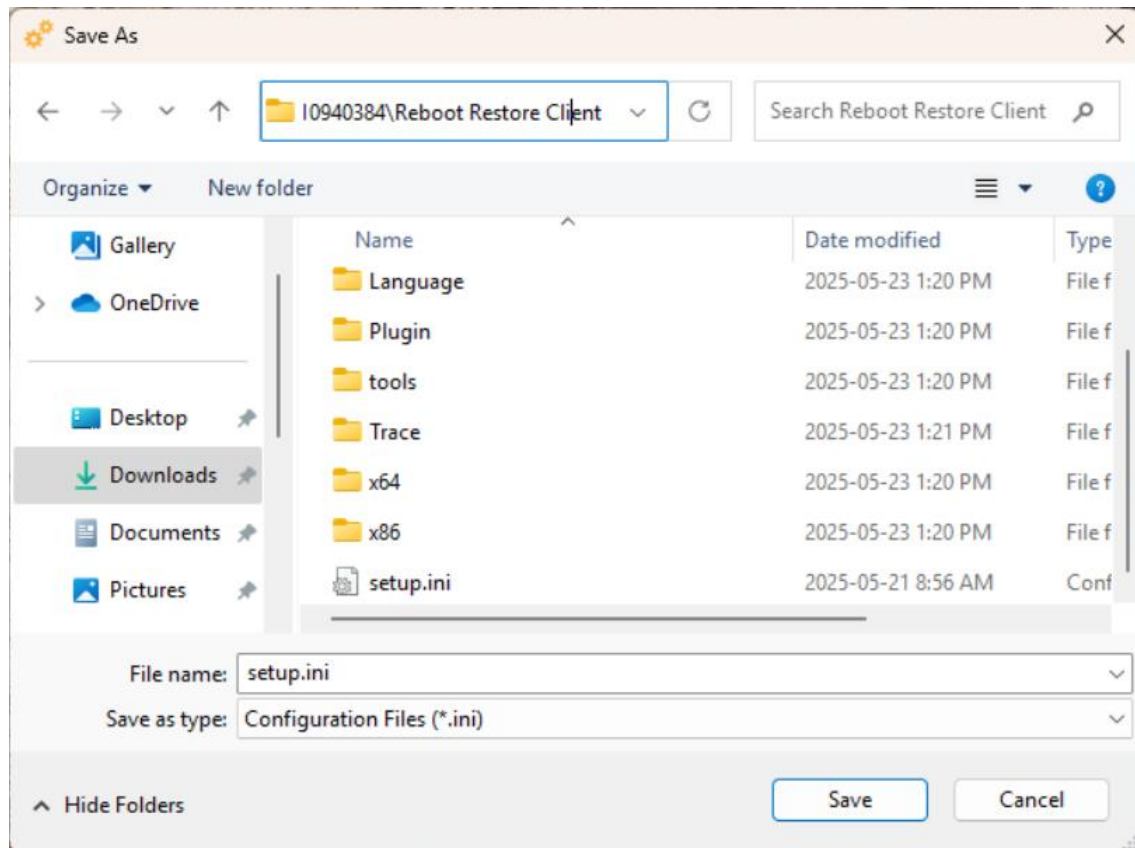 Save As
I0940384\Reboot Restore Client
Search Reboot Restore Client
Organize
New folder
Gallery
OneDrive
Desktop
Downloads
Documents
Pictures
Name Date modified Type
Language 2025-05-23 1:20 PM File f
Plugin 2025-05-23 1:20 PM File f
tools 2025-05-23 1:20 PM File f
Trace 2025-05-23 1:21 PM File f
x64 2025-05-23 1:20 PM File f
x86 2025-05-23 1:20 PM File f
setup.ini 2025-05-21 8:56 AM Conf
File name: setup.ini
Save as type: Configuration Files (*.ini)
Hide Folders
Save
Cancel